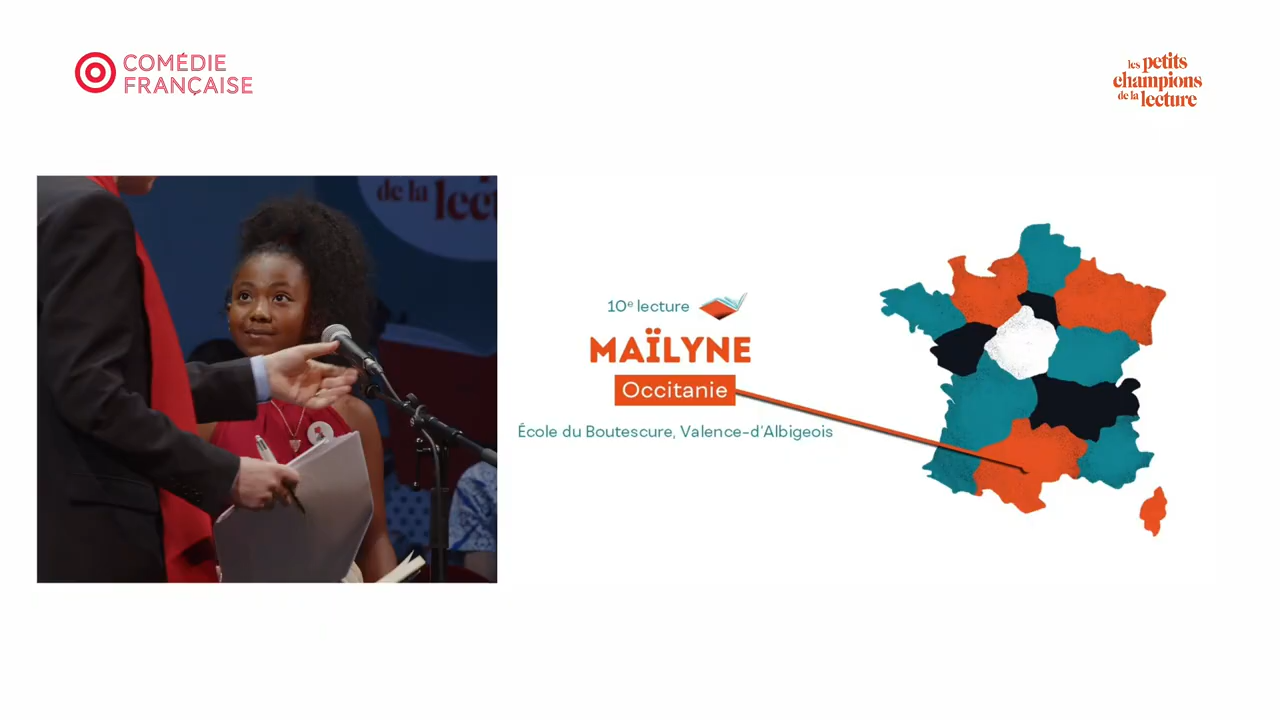 COMÉDIE
FRANÇAISE
les petits
champions
de la lecture
de la
10e lecture
MAÏLYNE
Occitanie
École du Boutescure, Valence-d'Albigeois